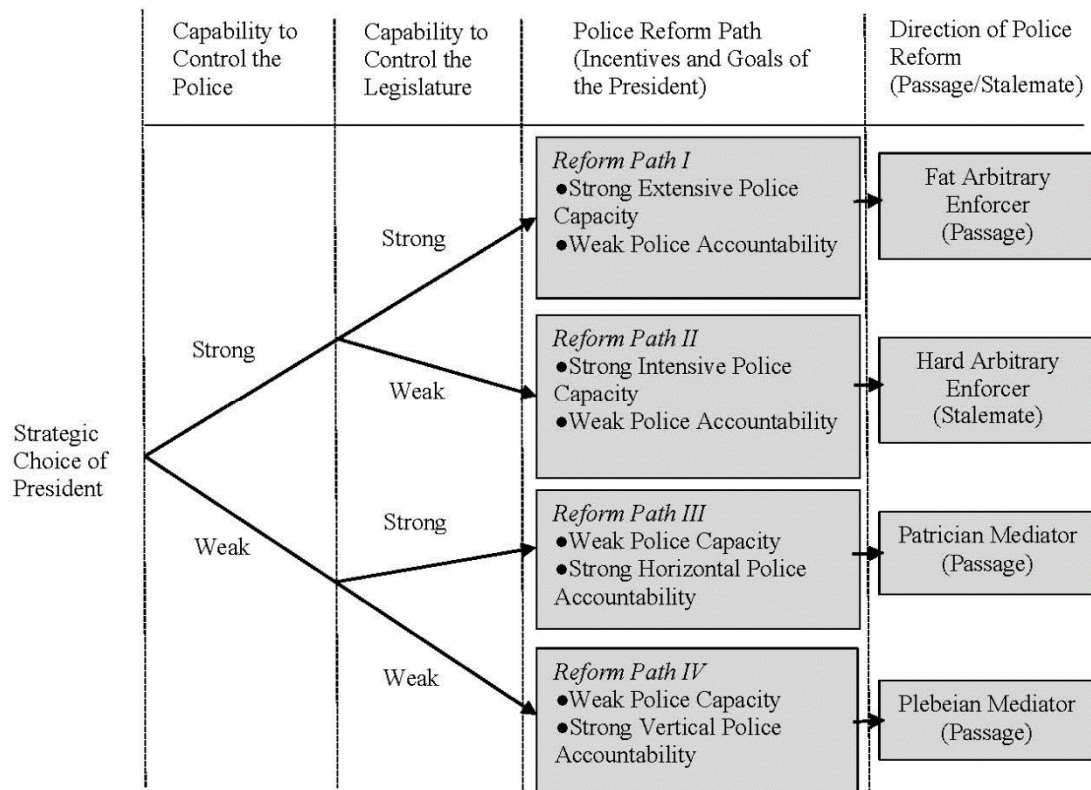 Capability to
Control the
Police
Capability to
Control the
Legislature
Police Reform Path
(Incentives and Goals of
the President)
Direction of Police
Reform
(Passage/Stalemate)
Strategic
Choice of
President
Strong
Weak
Strong
Weak
Strong
Weak
Reform Path I
●Strong Extensive Police
Capacity
●Weak Police Accountability
Fat Arbitrary
Enforcer
(Passage)
Reform Path II
●Strong Intensive Police
Capacity
●Weak Police Accountability
Hard Arbitrary
Enforcer
(Stalemate)
Reform Path III
●Weak Police Capacity
●Strong Horizontal Police
Accountability
Patrician Mediator
(Passage)
Reform Path IV
●Weak Police Capacity
●Strong Vertical Police
Accountability
Plebeian Mediator
(Passage)